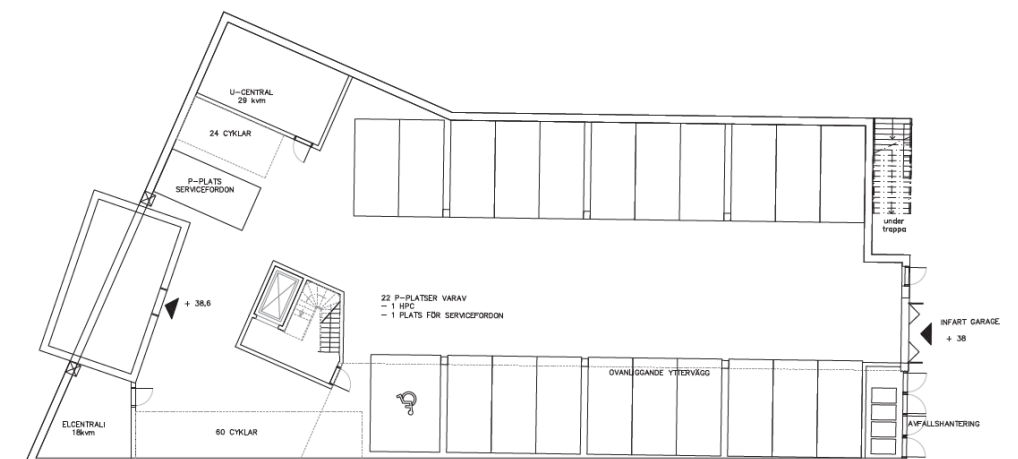 U-CENTRAL
29 kvm
24 CYKLAR
P-PLATS
SERVICEFORDON
under
trappa
+ 38,6
22 P-PLATSER VARAV
- 1 HPC
- 1 PLATS FÖR SERVICEFORDON
INFART GARAGE
+ 38
OVANLIGGANDE YTTERVÄGG
ELCENTRALI
18kvm
60 CYKLAR
AVFALLSHANTERING